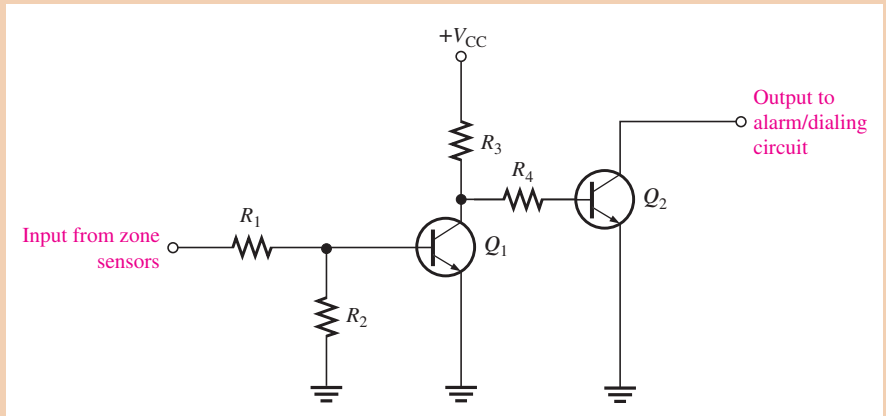 +VCC
Output to
alarm/dialing
circuit
R3
R4
Q2
R1
Input from zone
sensors
Q1
R2